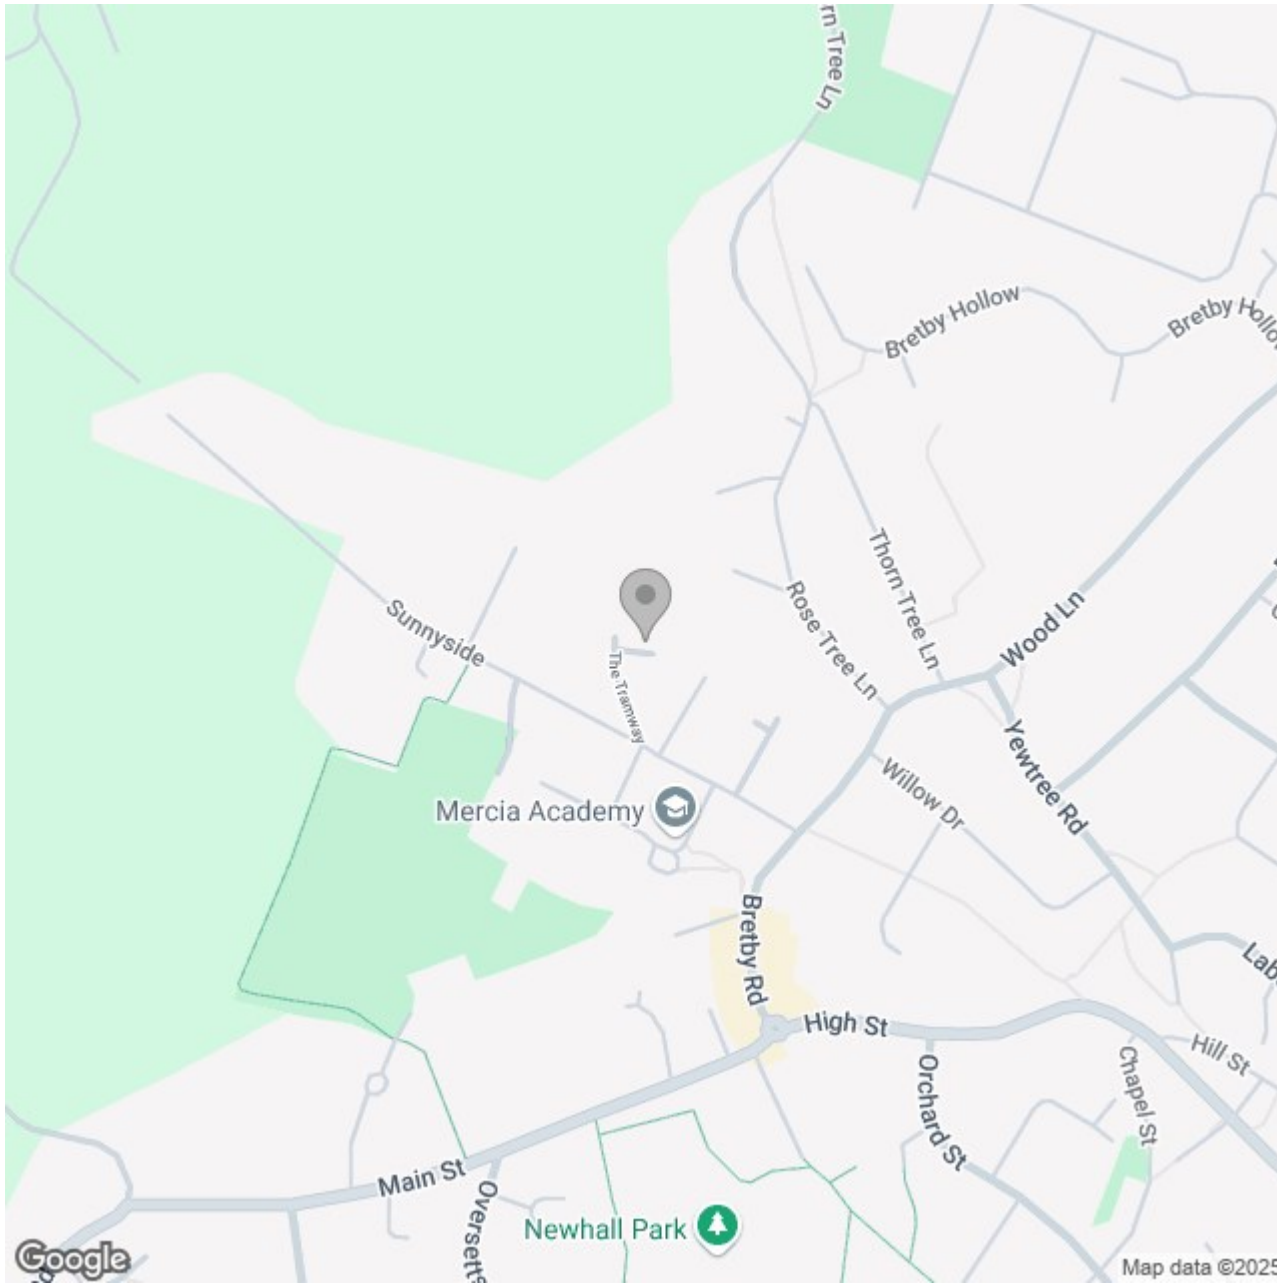 rn Tree Ln
Bretby Hollow
Bretby Hollow
Sunnyside
Thorn Tree Ln
Rose Tree Ln
Wood Ln
The Tramway
Yewtree Rd
Willow Dr
Mercia Academy
Bretby Rd
High St
Lab
Hill St
Chapel St
Orchard St
Main St
Oversetts
Newhall Park
Google
Map data ©2025